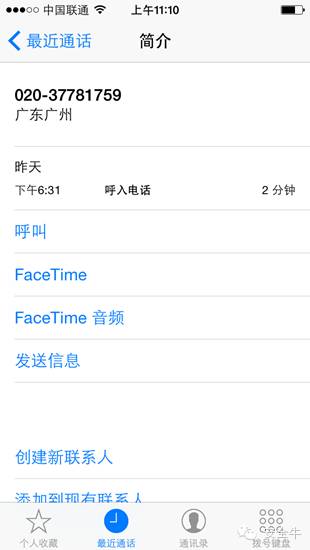 中国联通 上午11:10
最近通话 简介
020-37781759
广东广州
昨天
下午6:31 呼入电话 2 分钟
呼叫
FaceTime
FaceTime 音频
发送信息
创建新联系人
添加到现有联系人
个人收藏 最近通话 通讯录 拨号键盘
安全牛